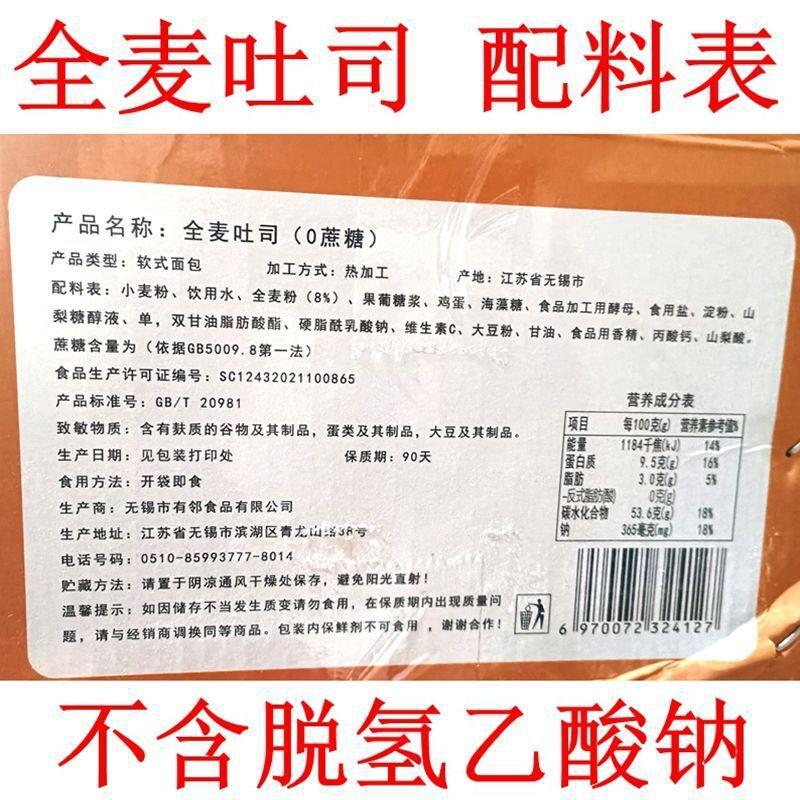 全麦吐司 配料表
产品名称：全麦吐司（0蔗糖）
产品类型：软式面包 加工方式：热加工 产地：江苏省无锡市
配料表：小麦粉、饮用水、全麦粉（8%）、果葡糖浆、鸡蛋、海藻糖、食品加工用酵母、食用盐、淀粉、山
梨糖醇液、单，双甘油脂肪酸酯、硬脂酰乳酸钠、维生素C、大豆粉、甘油、食品用香精、丙酸钙、山梨酸。
蔗糖含量为（依据GB5009.8第一法）
食品生产许可证编号：SC12432021100865
产品标准号：GB/T 20981
致敏物质：含有麸质的谷物及其制品，蛋类及其制品，大豆及其制品。
生产日期：见包装打印处 保质期：90天
食用方法：开袋即食
生产商：无锡市有邻食品有限公司
生产地址：江苏省无锡市滨湖区青龙山路38号
电话号码：0510-85993777-8014
贮藏方法：请置于阴凉通风干燥处保存，避免阳光直射！
温馨提示：如因储存不当发生质变请勿食用，在保质期内出现质量问
题，请与经销商调换同等商品。包装内保鲜剂不可食用，谢谢合作！
营养成分表
项目 每100克(g) 营养素参考值%
能量 1184千焦(kJ) 14%
蛋白质 9.5克(g) 16%
脂肪 3.0克(g) 5%
-反式脂肪(酸) 0克(g)
碳水化合物 53.6克(g) 18%
钠 365毫克(mg) 18%
6 970072 324127
不含脱氢乙酸钠